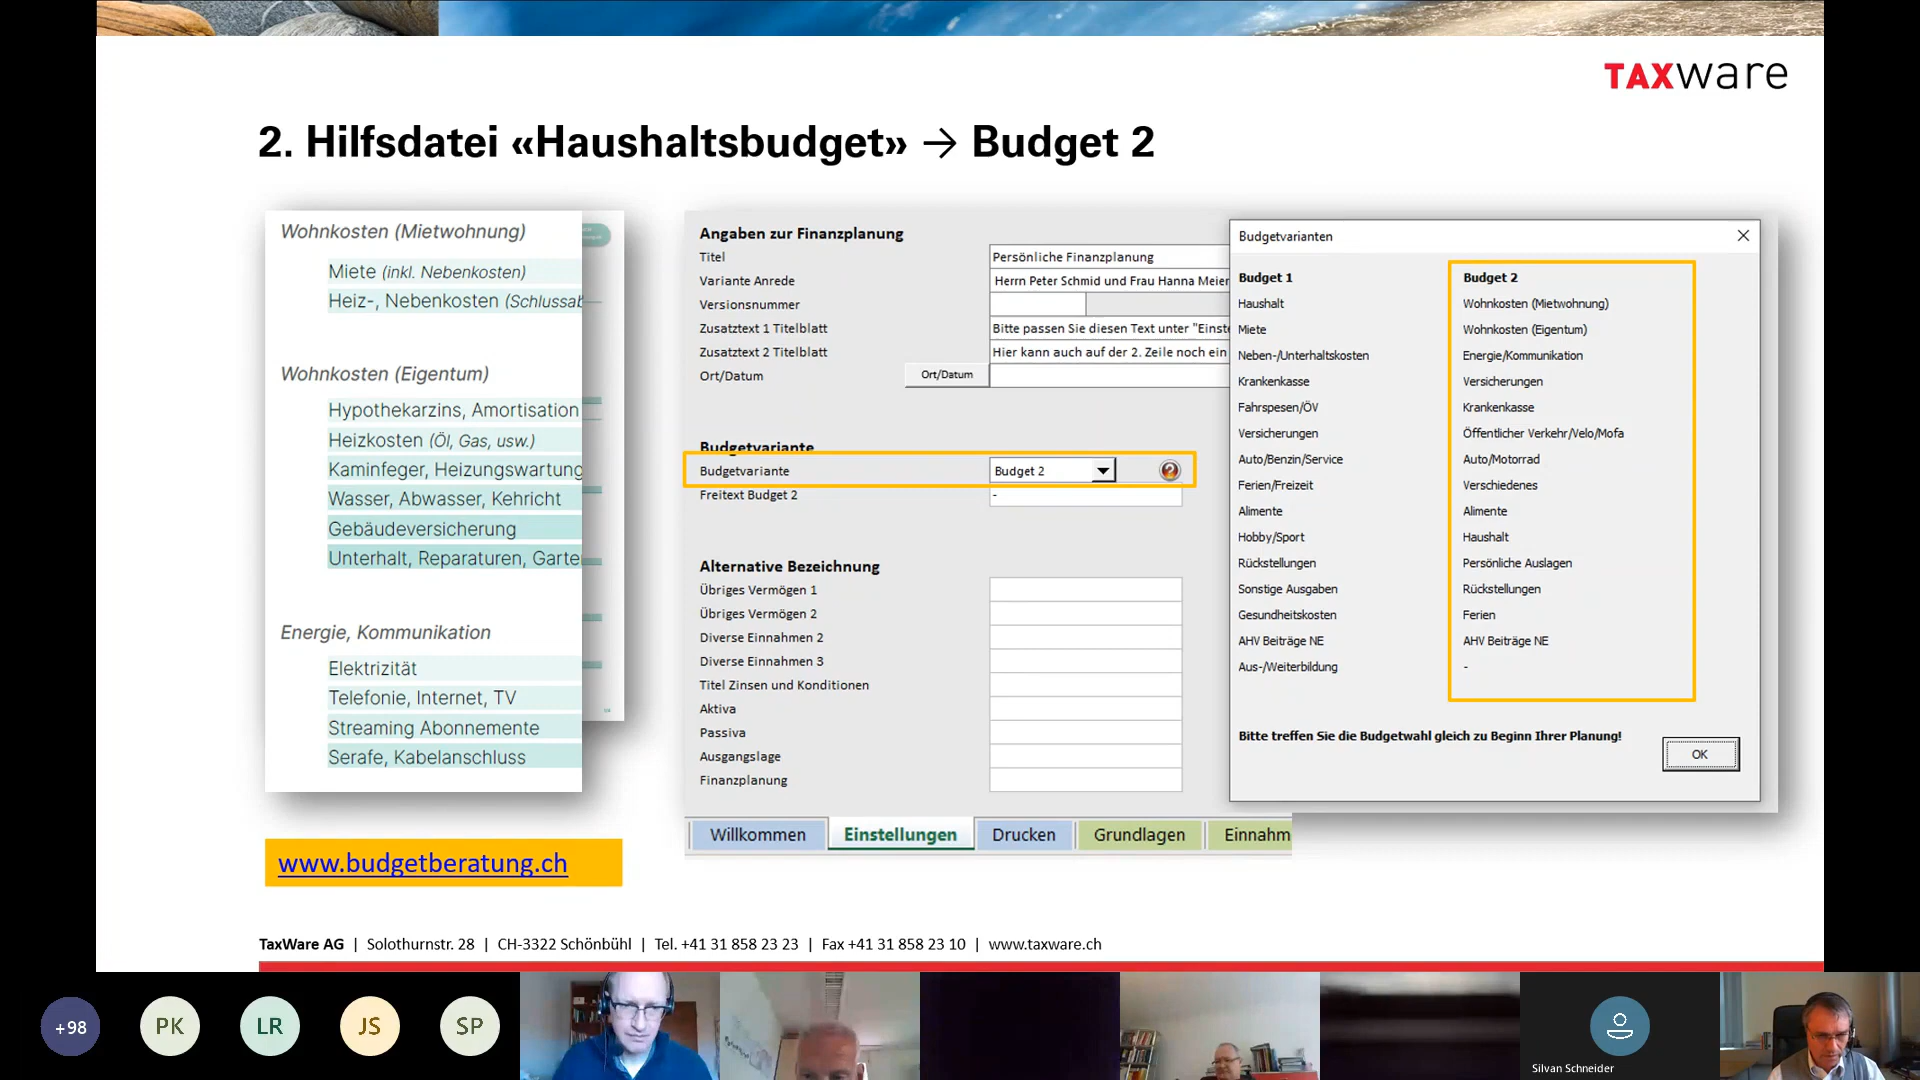 TAXware
2. Hilfsdatei «Haushaltsbudget» → Budget 2
Wohnkosten (Mietwohnung)
Miete (inkl. Nebenkosten)
Heiz-, Nebenkosten (Schlussab
Wohnkosten (Eigentum)
Hypothekarzins, Amortisation
Heizkosten (Öl, Gas, usw.)
Kaminfeger, Heizungswartung
Wasser, Abwasser, Kehricht
Gebäudeversicherung
Unterhalt, Reparaturen, Garte
Energie, Kommunikation
Elektrizität
Telefonie, Internet, TV
Streaming Abonnemente
Serafe, Kabelanschluss
www.budgetberatung.ch
Angaben zur Finanzplanung
Titel
Persönliche Finanzplanung
Variante Anrede
Herrn Peter Schmid und Frau Hanna Meier
Versionsnummer
Zusatztext 1 Titelblatt
Bitte passen Sie diesen Text unter "Einste
Zusatztext 2 Titelblatt
Hier kann auch auf der 2. Zeile noch ein
Ort/Datum
Ort/Datum
Budgetvariante
Budgetvariante
Budget 2
Freitext Budget 2
-
Alternative Bezeichnung
Übriges Vermögen 1
Übriges Vermögen 2
Diverse Einnahmen 2
Diverse Einnahmen 3
Titel Zinsen und Konditionen
Aktiva
Passiva
Ausgangslage
Finanzplanung
Willkommen
Einstellungen
Drucken
Grundlagen
Einnahm
Budgetvarianten
Budget 1
Haushalt
Miete
Neben-/Unterhaltskosten
Krankenkasse
Fahrspesen/ÖV
Versicherungen
Auto/Benzin/Service
Ferien/Freizeit
Alimente
Hobby/Sport
Rückstellungen
Sonstige Ausgaben
Gesundheitskosten
AHV Beiträge NE
Aus-/Weiterbildung
Budget 2
Wohnkosten (Mietwohnung)
Wohnkosten (Eigentum)
Energie/Kommunikation
Versicherungen
Krankenkasse
Öffentlicher Verkehr/Velo/Mofa
Auto/Motorrad
Verschiedenes
Alimente
Haushalt
Persönliche Auslagen
Rückstellungen
Ferien
AHV Beiträge NE
-
Bitte treffen Sie die Budgetwahl gleich zu Beginn Ihrer Planung!
OK
TaxWare AG | Solothurnstr. 28 | CH-3322 Schönbühl | Tel. +41 31 858 23 23 | Fax +41 31 858 23 10 | www.taxware.ch
+98
PK
LR
JS
SP
Silvan Schneider